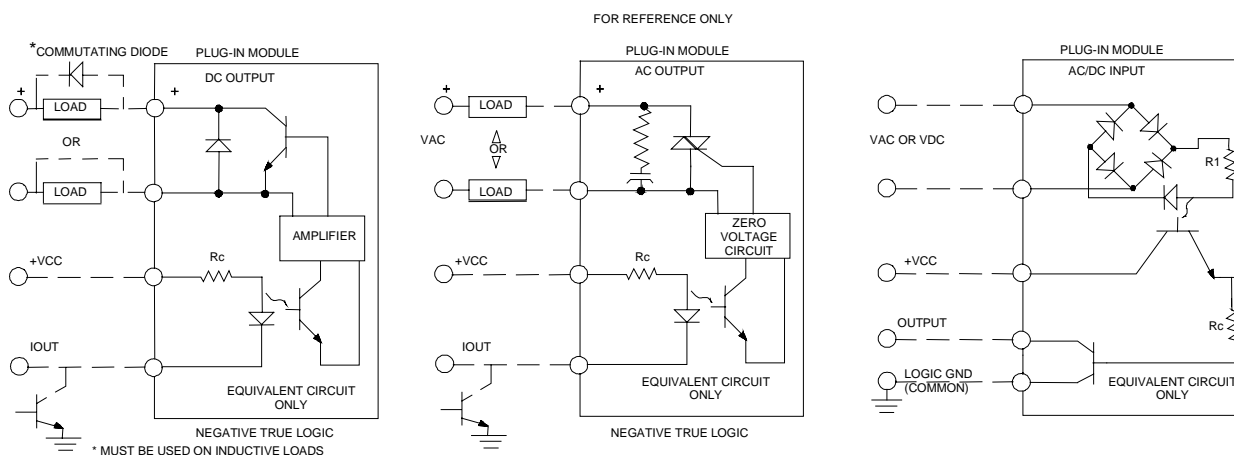 FOR REFERENCE ONLY
*COMMUTATING DIODE
PLUG-IN MODULE
DC OUTPUT
+
+
LOAD
OR
LOAD
AMPLIFIER
+VCC
Rc
IOUT
EQUIVALENT CIRCUIT
ONLY
NEGATIVE TRUE LOGIC
* MUST BE USED ON INDUCTIVE LOADS
PLUG-IN MODULE
AC OUTPUT
+
+
LOAD
VAC
OR
LOAD
ZERO
VOLTAGE
CIRCUIT
+VCC
Rc
IOUT
EQUIVALENT CIRCUIT
ONLY
NEGATIVE TRUE LOGIC
PLUG-IN MODULE
AC/DC INPUT
VAC OR VDC
R1
+VCC
Rc
OUTPUT
LOGIC GND
(COMMON)
EQUIVALENT CIRCUIT
ONLY